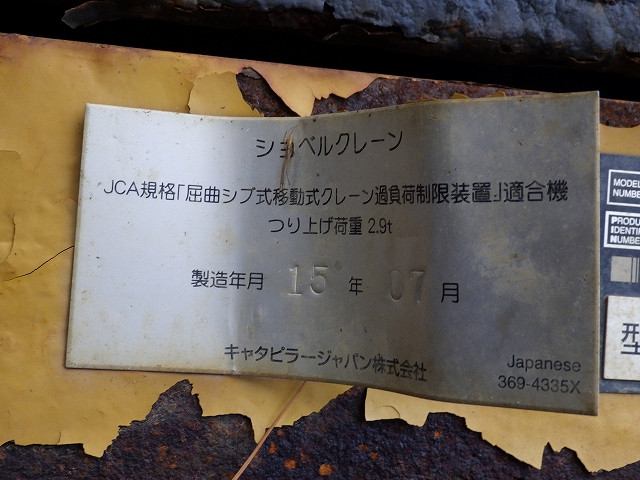 ショベルクレーン
JCA規格｢屈曲ジブ式移動式クレーン過負荷制限装置｣適合機
つり上げ荷重 2.9t
製造年月 15 年 07 月
キャタピラージャパン株式会社
Japanese
369-4335X
MODEL
NUMBER
PRODU
IDENTI
NUMBE
型